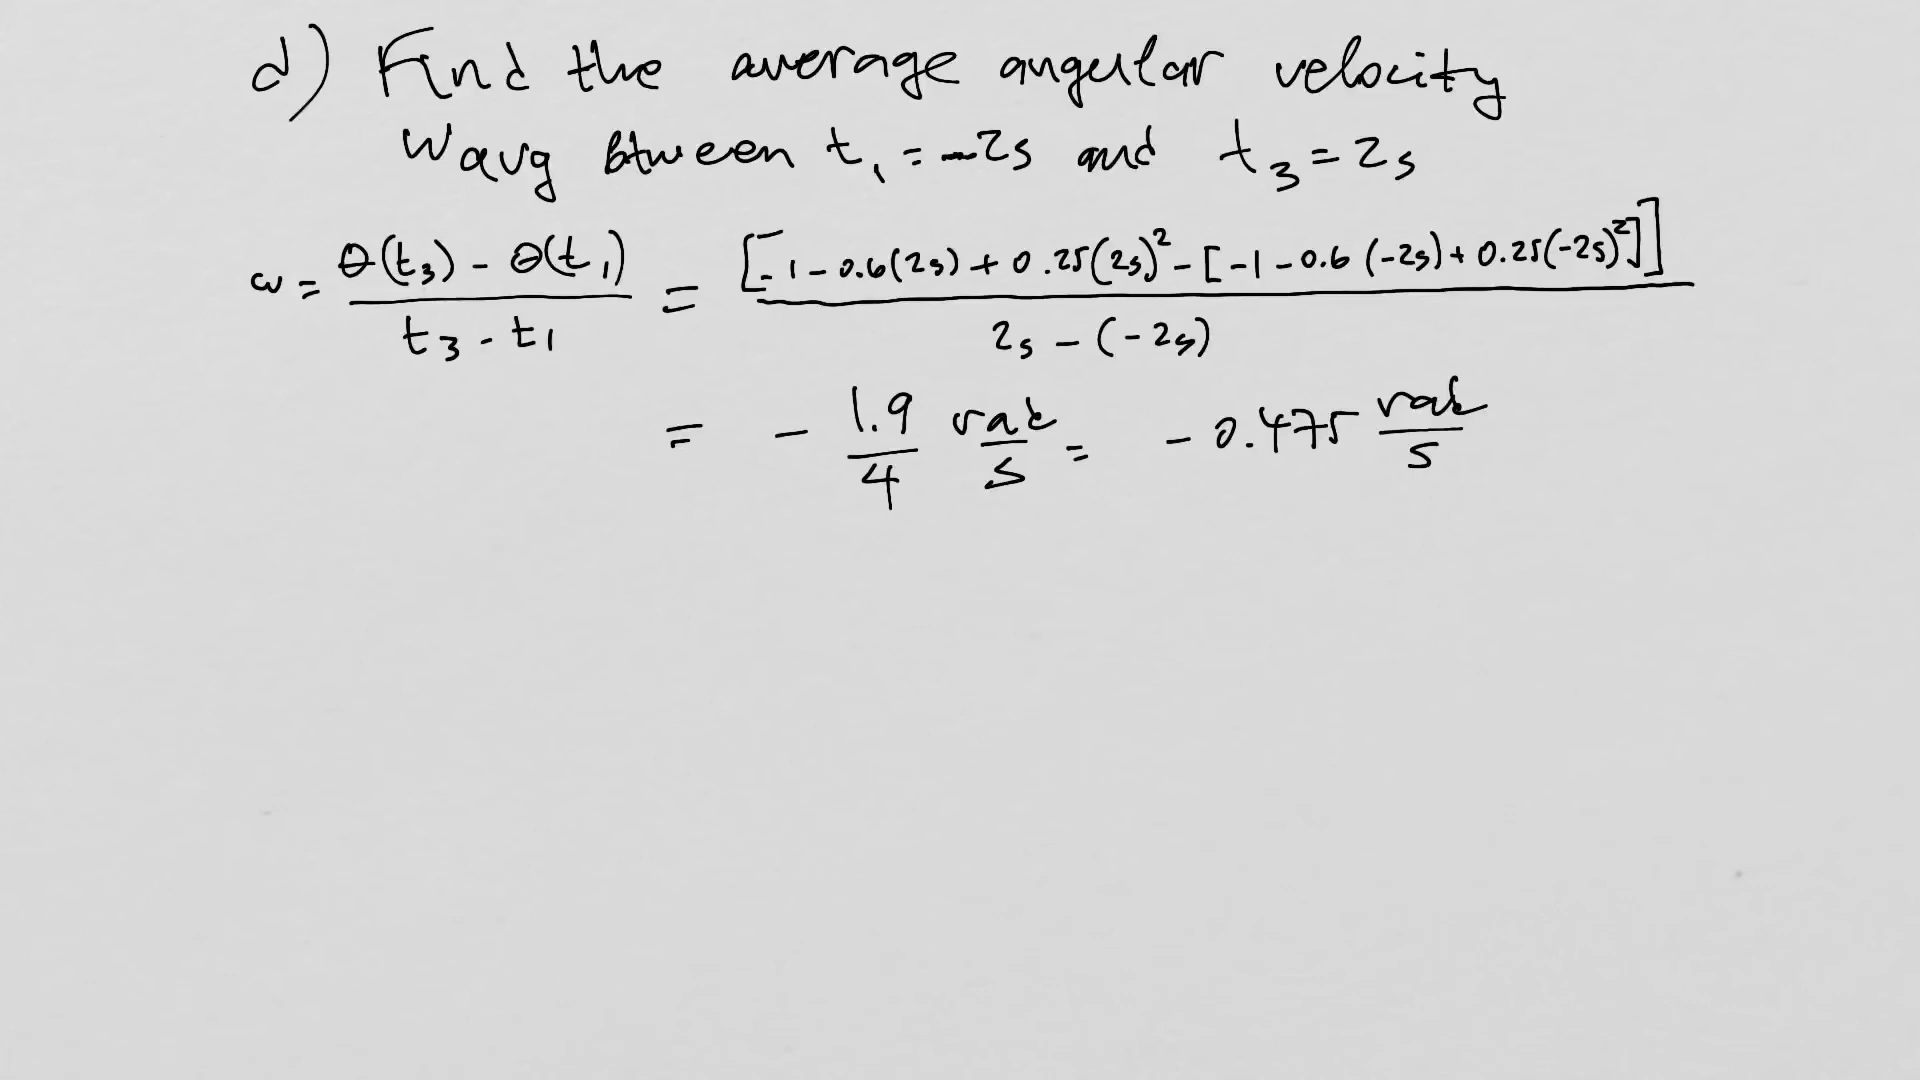 d) Find the average angular velocity
ω avg btween t₁ = -2s and t₃ = 2s
ω = θ(t₃) - θ(t₁) / t₃ - t₁ = [-1 - 0.6(2s) + 0.25(2s)² - [-1 - 0.6(-2s) + 0.25(-2s)²]] / 2s - (-2s)
= - 1.9/4 rad/s = - 0.475 rad/s